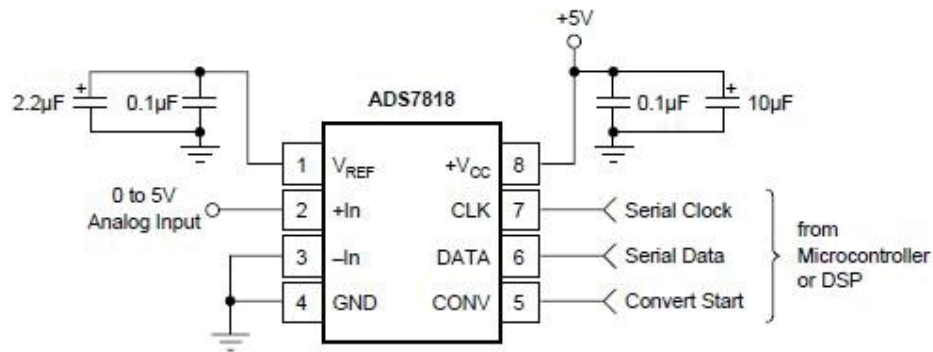 +5V
2.2µF
+
0.1µF
ADS7818
0.1µF
+
10µF
1
VREF
+VCC
8
0 to 5V
Analog Input
2
+In
CLK
7
Serial Clock
3
–In
DATA
6
Serial Data
from
Microcontroller
or DSP
4
GND
CONV
5
Convert Start